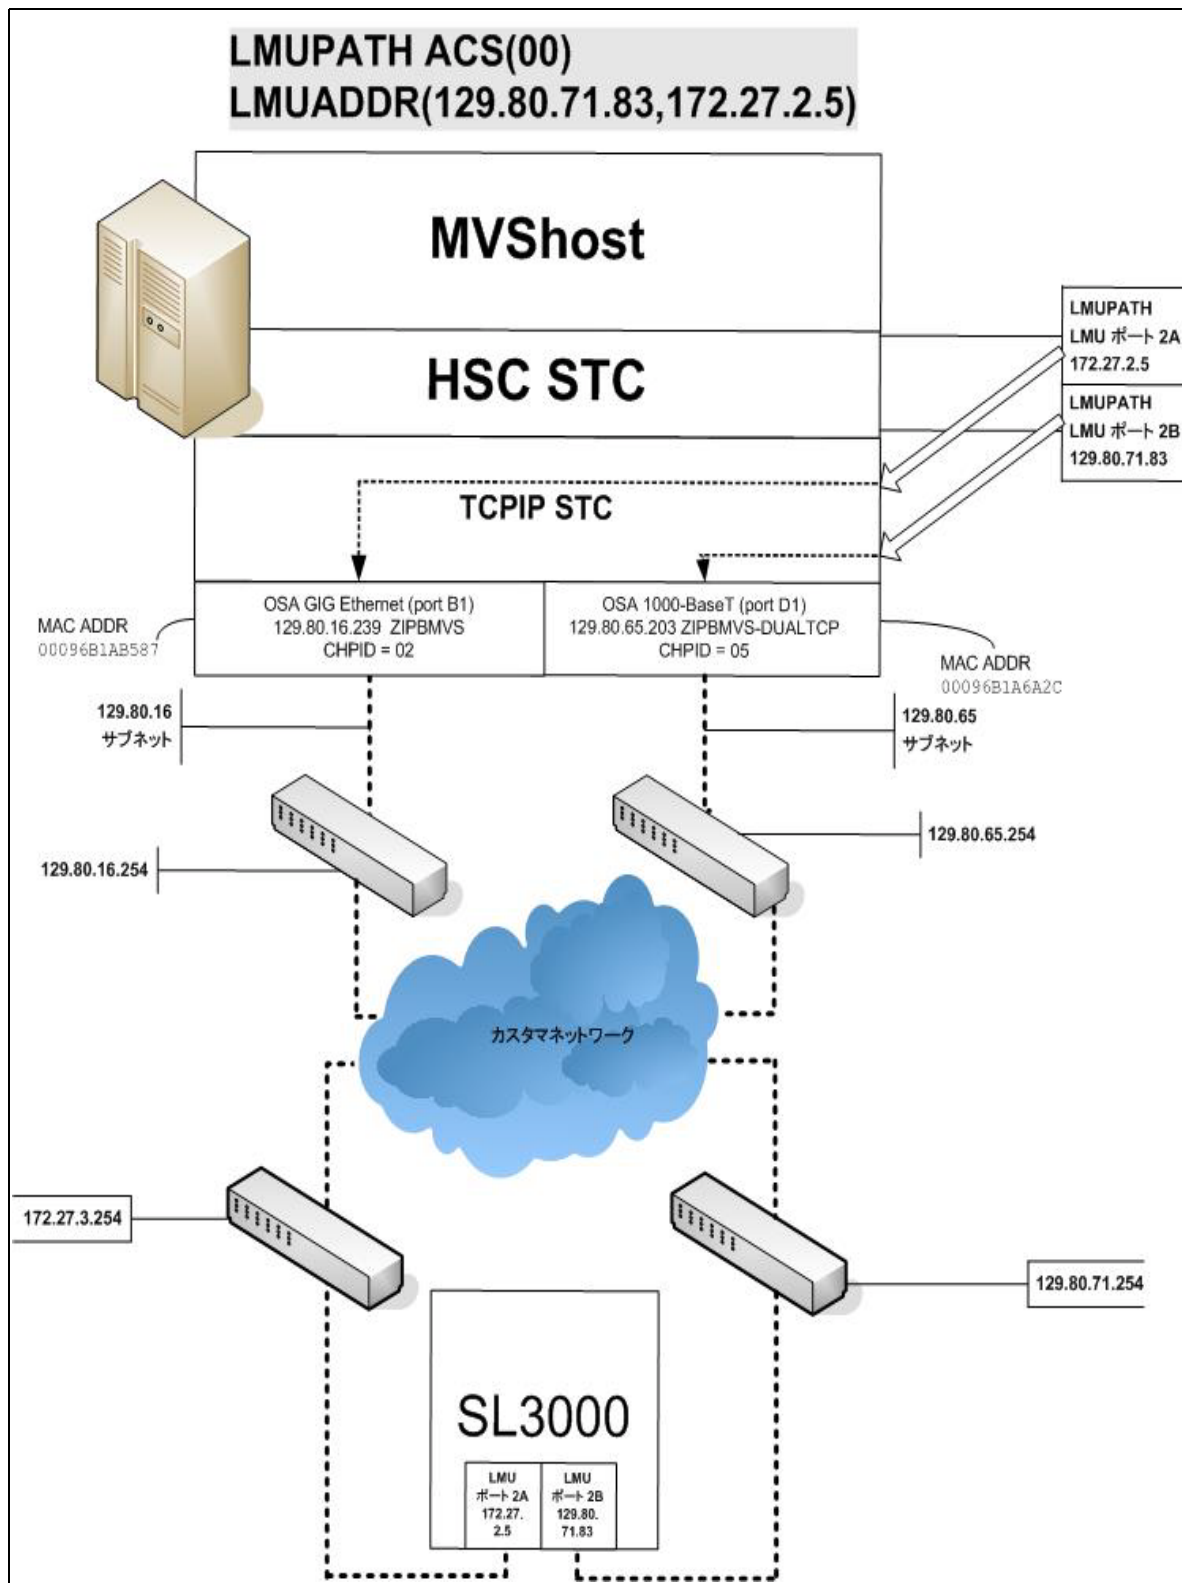 LMUPATH ACS(00)
LMUADDR(129.80.71.83,172.27.2.5)
MVShost
HSC STC
LMUPATH
LMU ポート 2A
172.27.2.5
LMUPATH
LMU ポート 2B
129.80.71.83
TCPIP STC
OSA GIG Ethernet (port B1)
129.80.16.239 ZIPBMVS
CHPID = 02
OSA 1000-BaseT (port D1)
129.80.65.203 ZIPBMVS-DUALTCP
CHPID = 05
MAC ADDR
00096B1AB587
MAC ADDR
00096B1A6A2C
129.80.16
サブネット
129.80.65
サブネット
129.80.16.254
129.80.65.254
カスタマネットワーク
172.27.3.254
129.80.71.254
SL3000
LMU
ポート 2A
172.27.
2.5
LMU
ポート 2B
129.80.
71.83